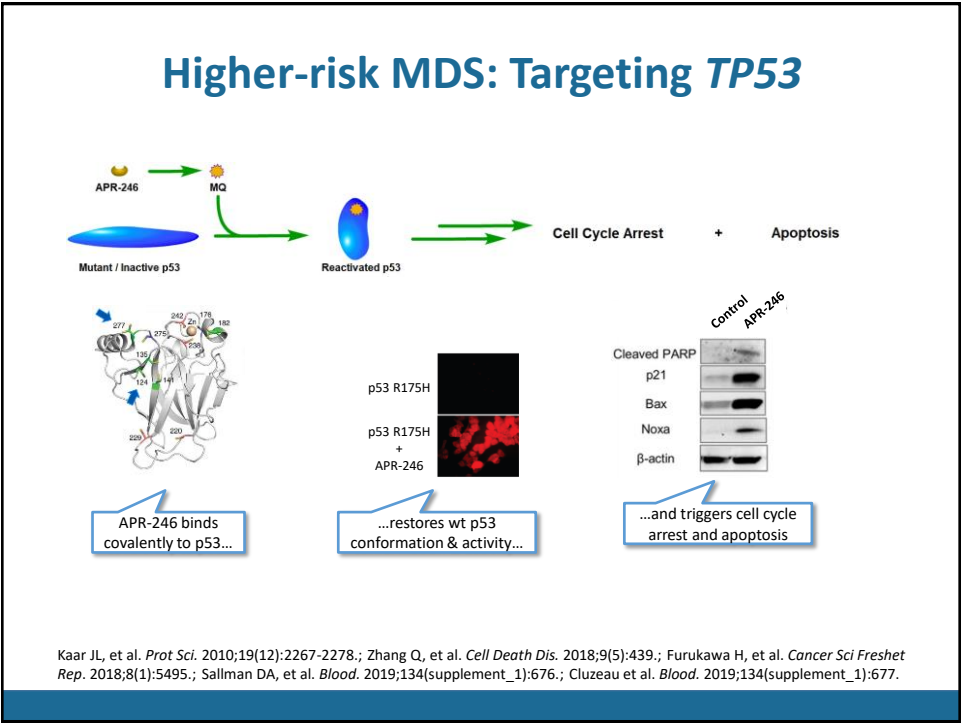 Higher-risk MDS: Targeting TP53
APR-246
MQ
Mutant / Inactive p53
Reactivated p53
Cell Cycle Arrest + Apoptosis
277
275
242
Zn
178
182
238
135
124
141
229
220
p53 R175H
p53 R175H
+
APR-246
Control
APR-246
Cleaved PARP
p21
Bax
Noxa
β-actin
APR-246 binds
covalently to p53…
…restores wt p53
conformation & activity…
…and triggers cell cycle
arrest and apoptosis
Kaar JL, et al. Prot Sci. 2010;19(12):2267-2278.; Zhang Q, et al. Cell Death Dis. 2018;9(5):439.; Furukawa H, et al. Cancer Sci Freshet
Rep. 2018;8(1):5495.; Sallman DA, et al. Blood. 2019;134(supplement_1):676.; Cluzeau et al. Blood. 2019;134(supplement_1):677.